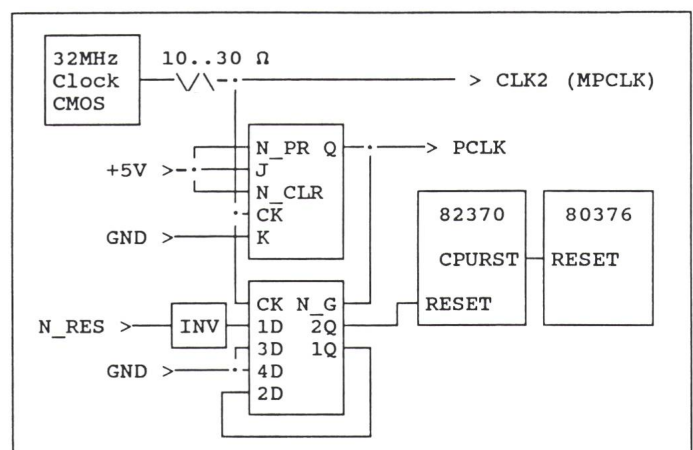 32MHz
Clock
CMOS
10..30 Ω
> CLK2 (MPCLK)
N_PR Q
> PCLK
+5V >
J
N_CLR
CK
GND >
K
82370
80376
CPURST
RESET
RESET
CK N_G
N_RES >
INV
1D 2Q
3D 1Q
GND >
4D
2D